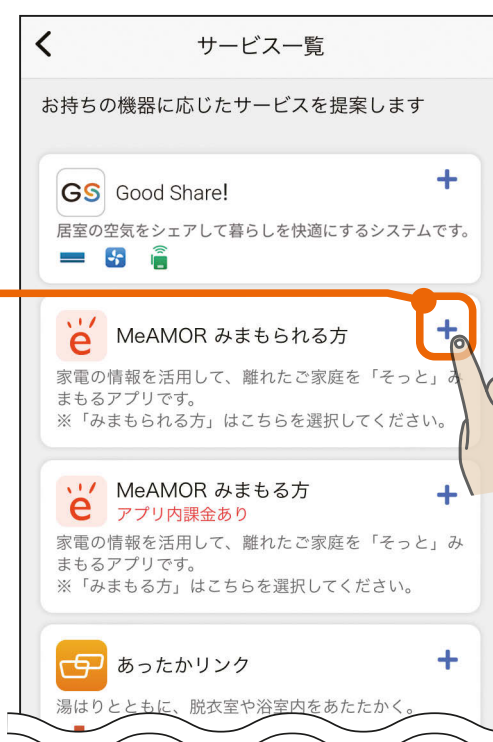 サービス一覧
お持ちの機器に応じたサービスを提案します
GS Good Share!
居室の空気をシェアして暮らしを快適にするシステムです。
é MeAMOR みまもられる方
家電の情報を活用して、離れたご家庭を「そっと」み
まもるアプリです。
※「みまもられる方」はこちらを選択してください。
é MeAMOR みまもる方
アプリ内課金あり
家電の情報を活用して、離れたご家庭を「そっと」み
まもるアプリです。
※「みまもる方」はこちらを選択してください。
あったかリンク
湯はりとともに、脱衣室や浴室内をあたたかく。